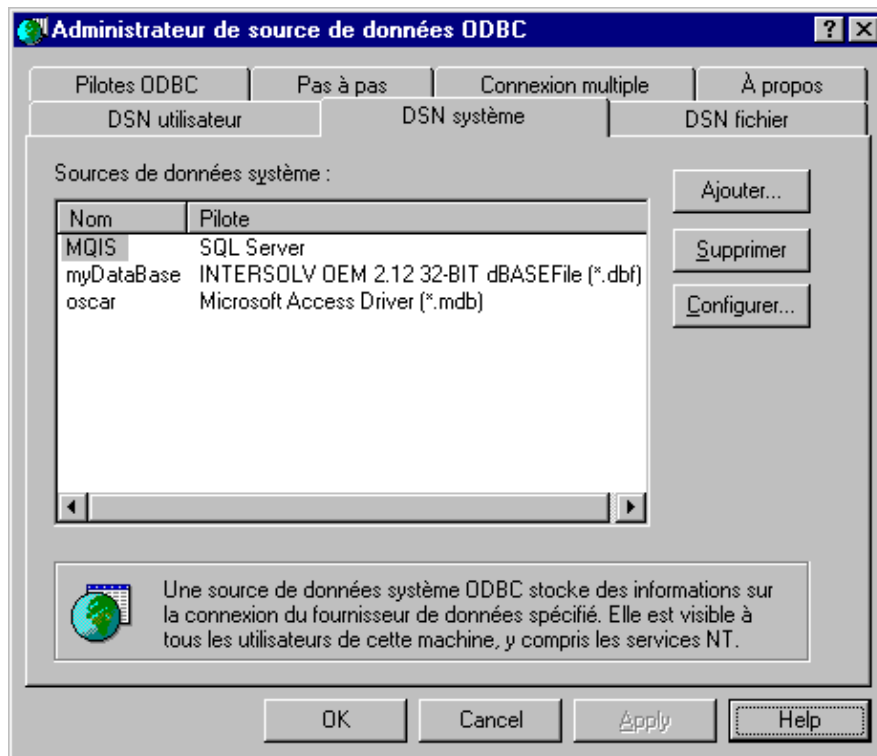 Administrateur de source de données ODBC
Pilotes ODBC Pas à pas Connexion multiple À propos
DSN utilisateur DSN système DSN fichier
Sources de données système :
Nom Pilote
MQIS SQL Server
myDataBase INTERSOLV OEM 2.12 32-BIT dBASEFile (*.dbf)
oscar Microsoft Access Driver (*.mdb)
Ajouter...
Supprimer
Configurer...
Une source de données système ODBC stocke des informations sur
la connexion du fournisseur de données spécifié. Elle est visible à
tous les utilisateurs de cette machine, y compris les services NT.
OK Cancel Apply Help